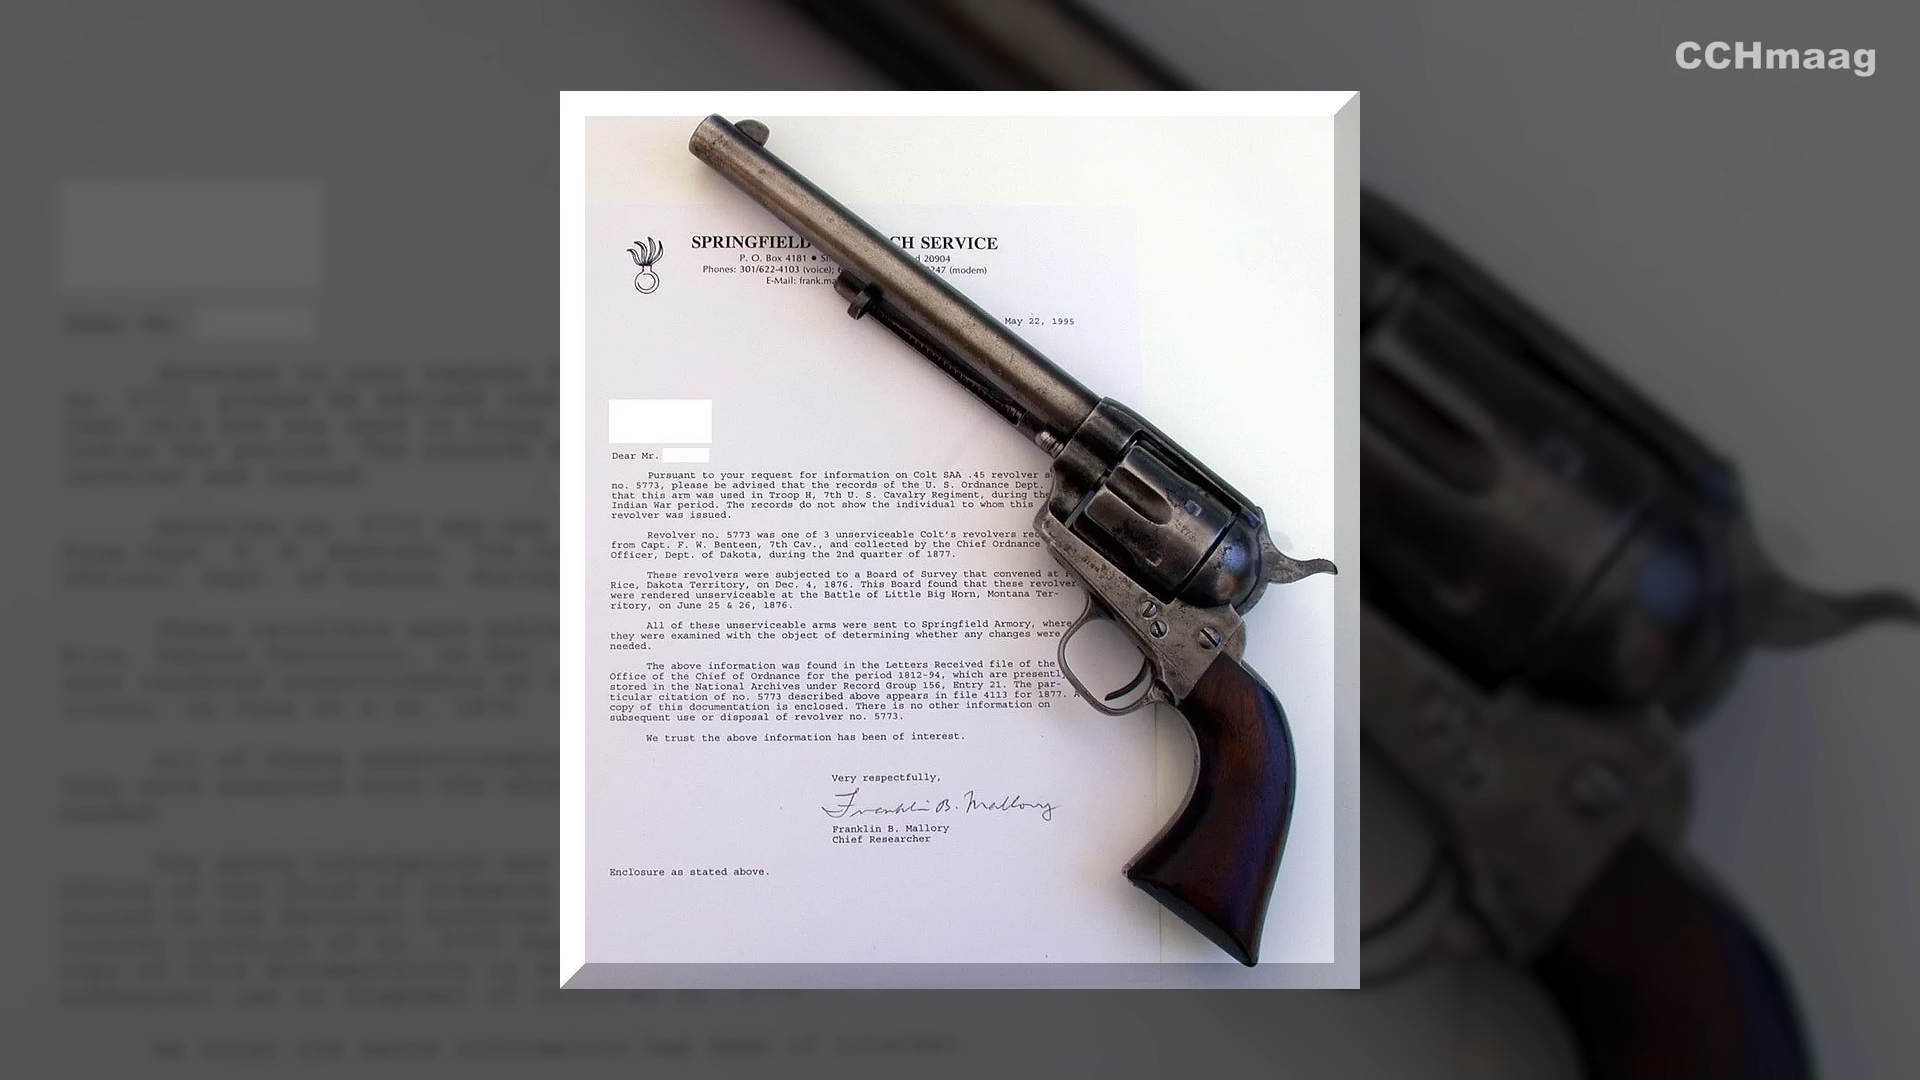 CCHmaag
SPRINGFIELD CH SERVICE
P. O. Box 4181 • d 20904
Phones: 301/622-4103 (voice); 247 (modem)
E-Mail:
May 22, 1995
Dear Mr.
Pursuant to your request for information on Colt SAA .45 revolver
no. 5773, please be advised that the records of the U. S. Ordnance Dept.
that this arm was used in Troop H, 7th U. S. Cavalry Regiment, during the
Indian War period. The records do not show the individual to whom this
revolver was issued.
Revolver no. 5773 was one of 3 unserviceable Colt's revolvers
from Capt. F. W. Benteen, 7th Cav., and collected by the Chief Ordnance
Officer, Dept. of Dakota, during the 2nd quarter of 1877.
These revolvers were subjected to a Board of Survey that convened at
Rice, Dakota Territory, on Dec. 4, 1876. This Board found that these revolver
were rendered unserviceable at the Battle of Little Big Horn, Montana Ter-
ritory, on June 25 & 26, 1876.
All of these unserviceable arms were sent to Springfield Armory, where
they were examined with the object of determining whether any changes were
needed.
The above information was found in the Letters Received file of the
Office of the Chief of Ordnance for the period 1812-94, which are presently
stored in the National Archives under Record Group 156, Entry 21. The par-
ticular citation of no. 5773 described above appears in file 4113 for 1877. A
copy of this documentation is enclosed. There is no other information on
subsequent use or disposal of revolver no. 5773.
We trust the above information has been of interest.
Very respectfully,
Franklin B. Mallory
Franklin B. Mallory
Chief Researcher
Enclosure as stated above.